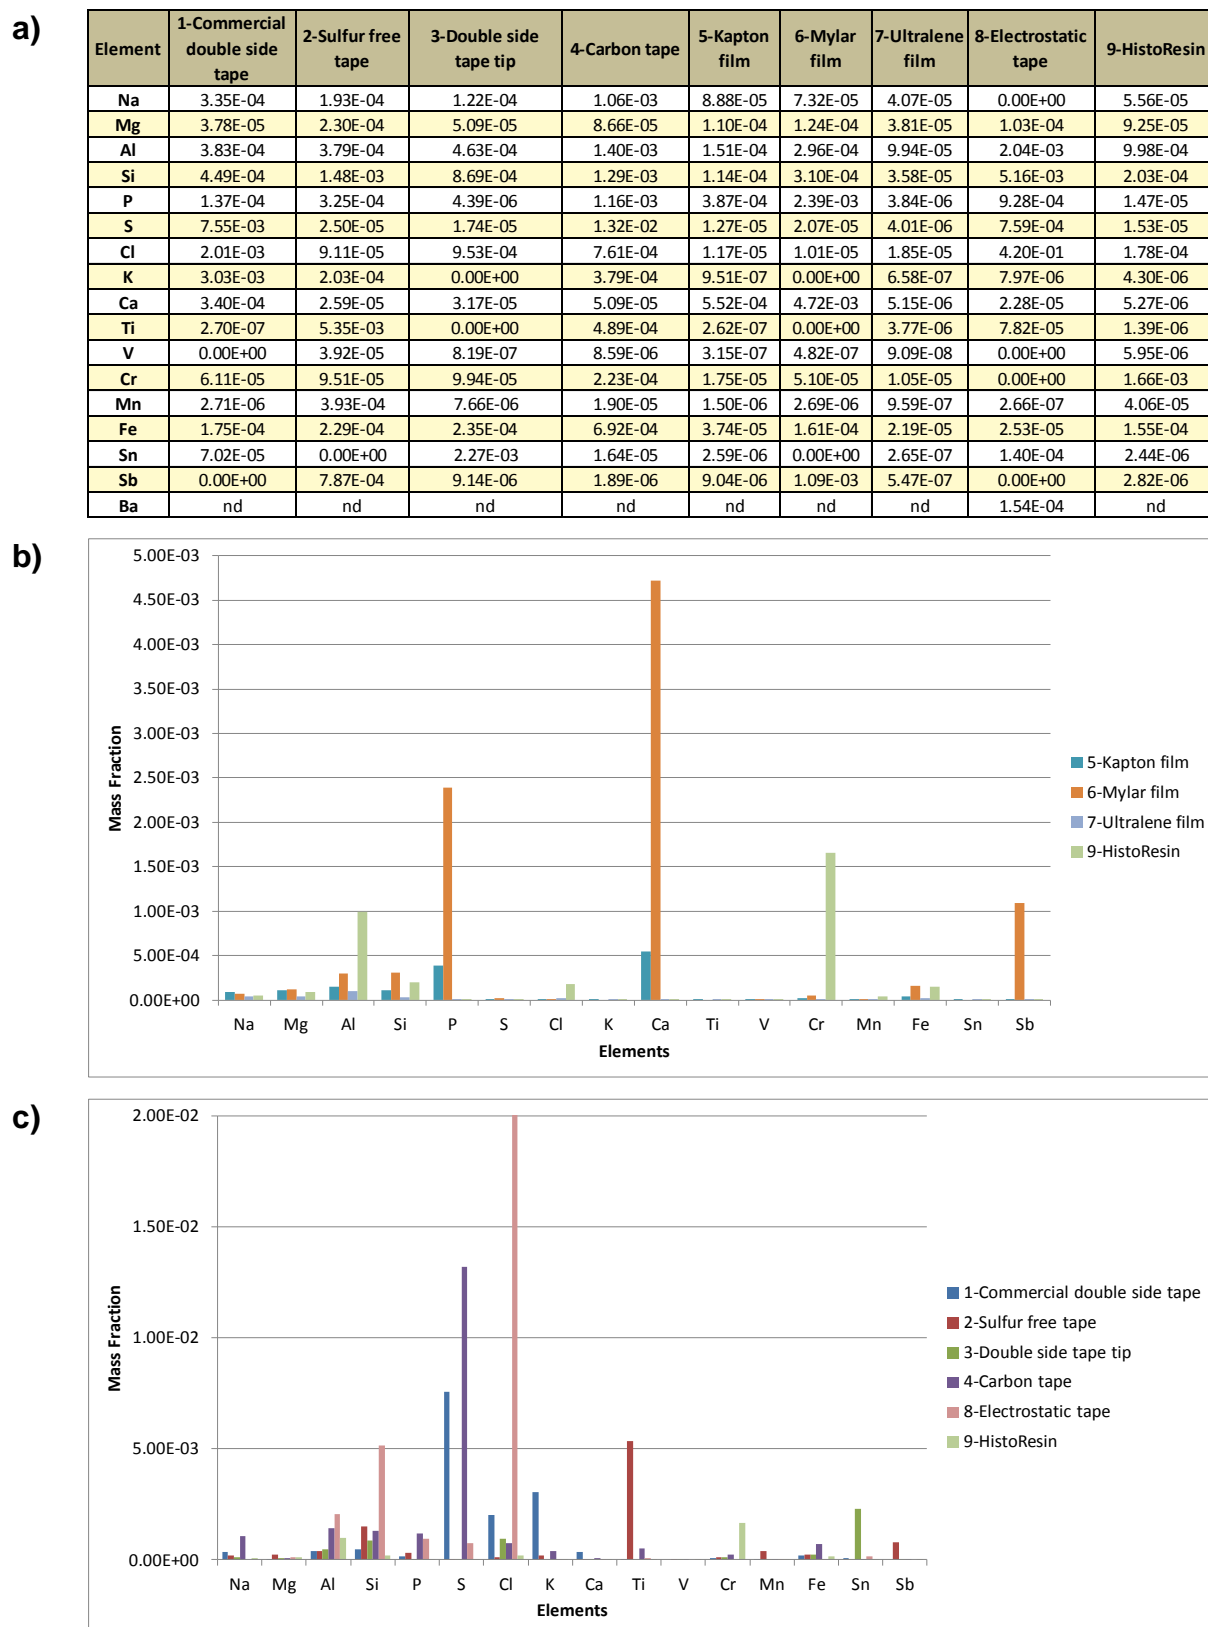 a)
Element 1-Commercial double side tape 2-Sulfur free tape 3-Double side tape tip 4-Carbon tape 5-Kapton film 6-Mylar film 7-Ultralene film 8-Electrostatic tape 9-HistoResin
Na 3.35E-04 1.93E-04 1.22E-04 1.06E-03 8.88E-05 7.32E-05 4.07E-05 0.00E+00 5.56E-05
Mg 3.78E-05 2.30E-04 5.09E-05 8.66E-05 1.10E-04 1.24E-04 3.81E-05 1.03E-04 9.25E-05
Al 3.83E-04 3.79E-04 4.63E-04 1.40E-03 1.51E-04 2.96E-04 9.94E-05 2.04E-03 9.98E-04
Si 4.49E-04 1.48E-03 8.69E-04 1.29E-03 1.14E-04 3.10E-04 3.58E-05 5.16E-03 2.03E-04
P 1.37E-04 3.25E-04 4.39E-06 1.16E-03 3.87E-04 2.39E-03 3.84E-06 9.28E-04 1.47E-05
S 7.55E-03 2.50E-05 1.74E-05 1.32E-02 1.27E-05 2.07E-05 4.01E-06 7.59E-04 1.53E-05
Cl 2.01E-03 9.11E-05 9.53E-04 7.61E-04 1.17E-05 1.01E-05 1.85E-05 4.20E-01 1.78E-04
K 3.03E-03 2.03E-04 0.00E+00 3.79E-04 9.51E-07 0.00E+00 6.58E-07 7.97E-06 4.30E-06
Ca 3.40E-04 2.59E-05 3.17E-05 5.09E-05 5.52E-04 4.72E-03 5.15E-06 2.28E-05 5.27E-06
Ti 2.70E-07 5.35E-03 0.00E+00 4.89E-04 2.62E-07 0.00E+00 3.77E-06 7.82E-05 1.39E-06
V 0.00E+00 3.92E-05 8.19E-07 8.59E-06 3.15E-07 4.82E-07 9.09E-08 0.00E+00 5.95E-06
Cr 6.11E-05 9.51E-05 9.94E-05 2.23E-04 1.75E-05 5.10E-05 1.05E-05 0.00E+00 1.66E-03
Mn 2.71E-06 3.93E-04 7.66E-06 1.90E-05 1.50E-06 2.69E-06 9.59E-07 2.66E-07 4.06E-05
Fe 1.75E-04 2.29E-04 2.35E-04 6.92E-04 3.74E-05 1.61E-04 2.19E-05 2.53E-05 1.55E-04
Sn 7.02E-05 0.00E+00 2.27E-03 1.64E-05 2.59E-06 0.00E+00 2.65E-07 1.40E-04 2.44E-06
Sb 0.00E+00 7.87E-04 9.14E-06 1.89E-06 9.04E-06 1.09E-03 5.47E-07 0.00E+00 2.82E-06
Ba nd nd nd nd nd nd nd 1.54E-04 nd
b)
5.00E-03
4.50E-03
4.00E-03
3.50E-03
3.00E-03
2.50E-03
2.00E-03
1.50E-03
1.00E-03
5.00E-04
0.00E+00
Mass Fraction
Na Mg Al Si P S Cl K Ca Ti V Cr Mn Fe Sn Sb
Elements
5-Kapton film
6-Mylar film
7-Ultralene film
9-HistoResin
c)
2.00E-02
1.50E-02
1.00E-02
5.00E-03
0.00E+00
Mass Fraction
Na Mg Al Si P S Cl K Ca Ti V Cr Mn Fe Sn Sb
Elements
1-Commercial double side tape
2-Sulfur free tape
3-Double side tape tip
4-Carbon tape
8-Electrostatic tape
9-HistoResin